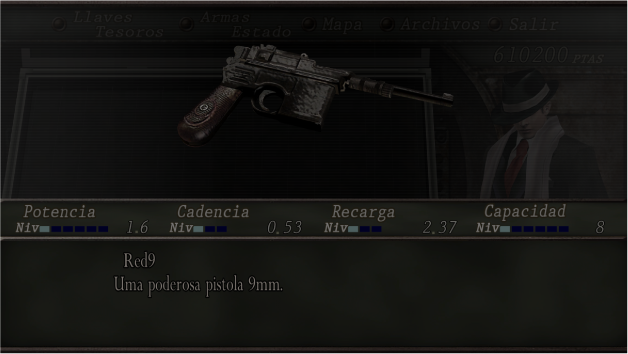 Llaves Armas Mapa Archivos Salir
Tesoros Estado
610200 PTAS
Potencia Cadencia Recarga Capacidad
Niv 1.6 Niv 0.53 Niv 2.37 Niv 8
Red9
Uma poderosa pistola 9mm.